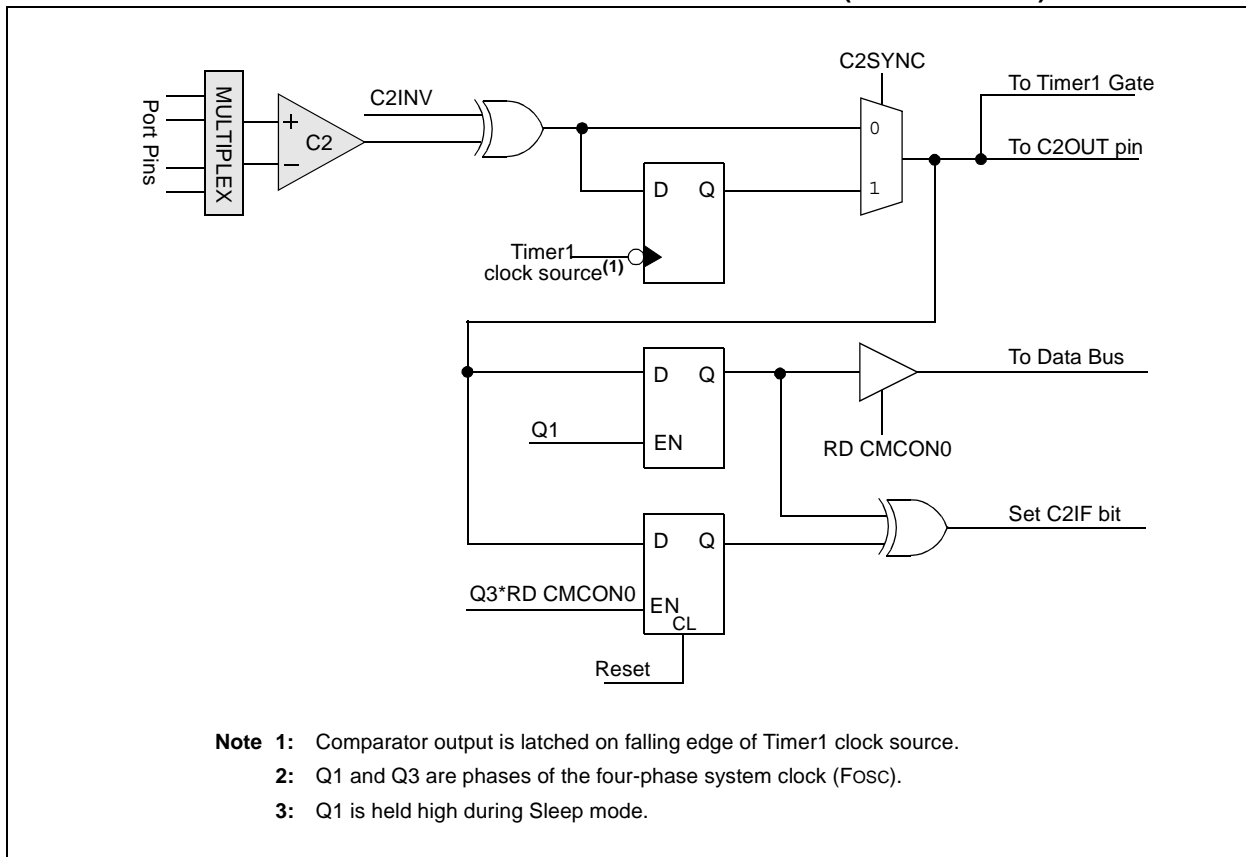 C2SYNC
To Timer1 Gate
Port Pins
MULTIPLEX
C2INV
+
C2
–
0
To C2OUT pin
D Q
1
Timer1
clock source(1)
D Q
To Data Bus
Q1
EN
RD CMCON0
Set C2IF bit
D Q
Q3*RD CMCON0
EN
CL
Reset
Note 1: Comparator output is latched on falling edge of Timer1 clock source.
2: Q1 and Q3 are phases of the four-phase system clock (FOSC).
3: Q1 is held high during Sleep mode.